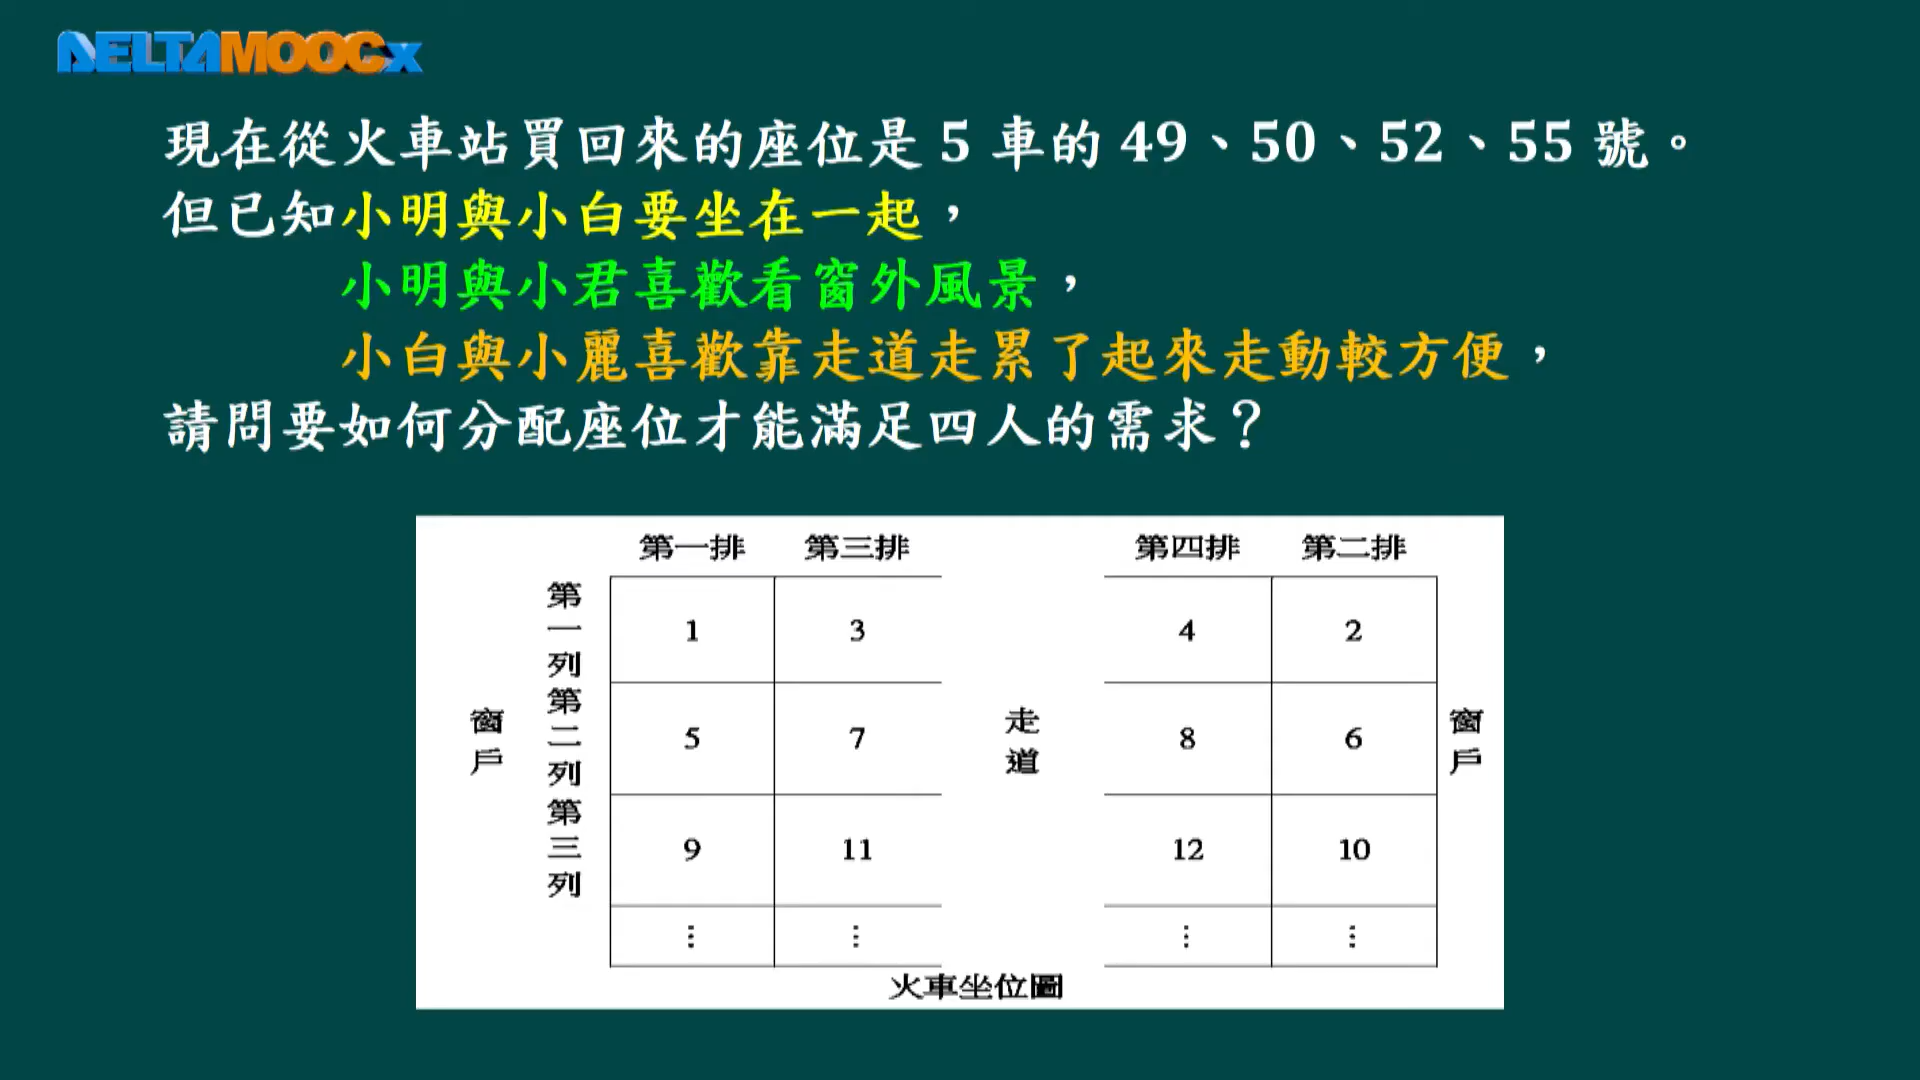 DELTAMOOCx
現在從火車站買回來的座位是 5 車的 49、50、52、55 號。
但已知小明與小白要坐在一起，
小明與小君喜歡看窗外風景，
小白與小麗喜歡靠走道走累了起來走動較方便，
請問要如何分配座位才能滿足四人的需求？
第一排 第三排 第四排 第二排
第一列 1 3 4 2
窗戶 第二列 5 7 走道 8 6 窗戶
第三列 9 11 12 10
⋮ ⋮ ⋮ ⋮
火車坐位圖